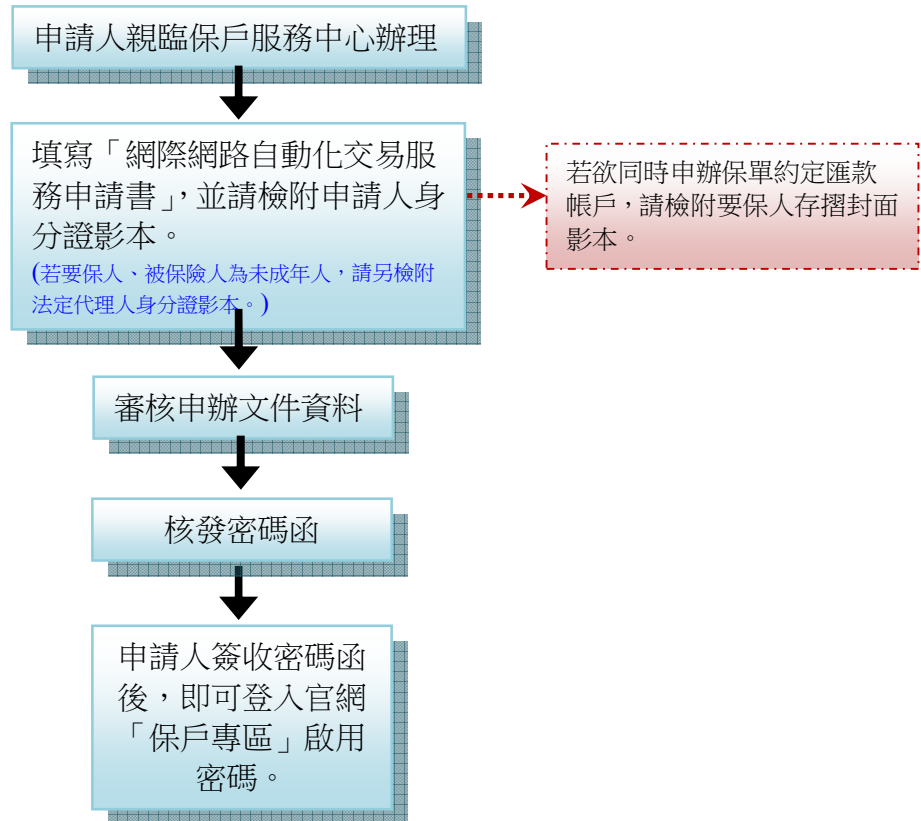 申請人親臨保戶服務中心辦理
填寫「網際網路自動化交易服
務申請書」，並請檢附申請人身
分證影本。
(若要保人、被保險人為未成年人，請另檢附
法定代理人身分證影本。)
若欲同時申辦保單約定匯款
帳戶，請檢附要保人存摺封面
影本。
審核申辦文件資料
核發密碼函
申請人簽收密碼函
後，即可登入官網
「保戶專區」啟用
密碼。